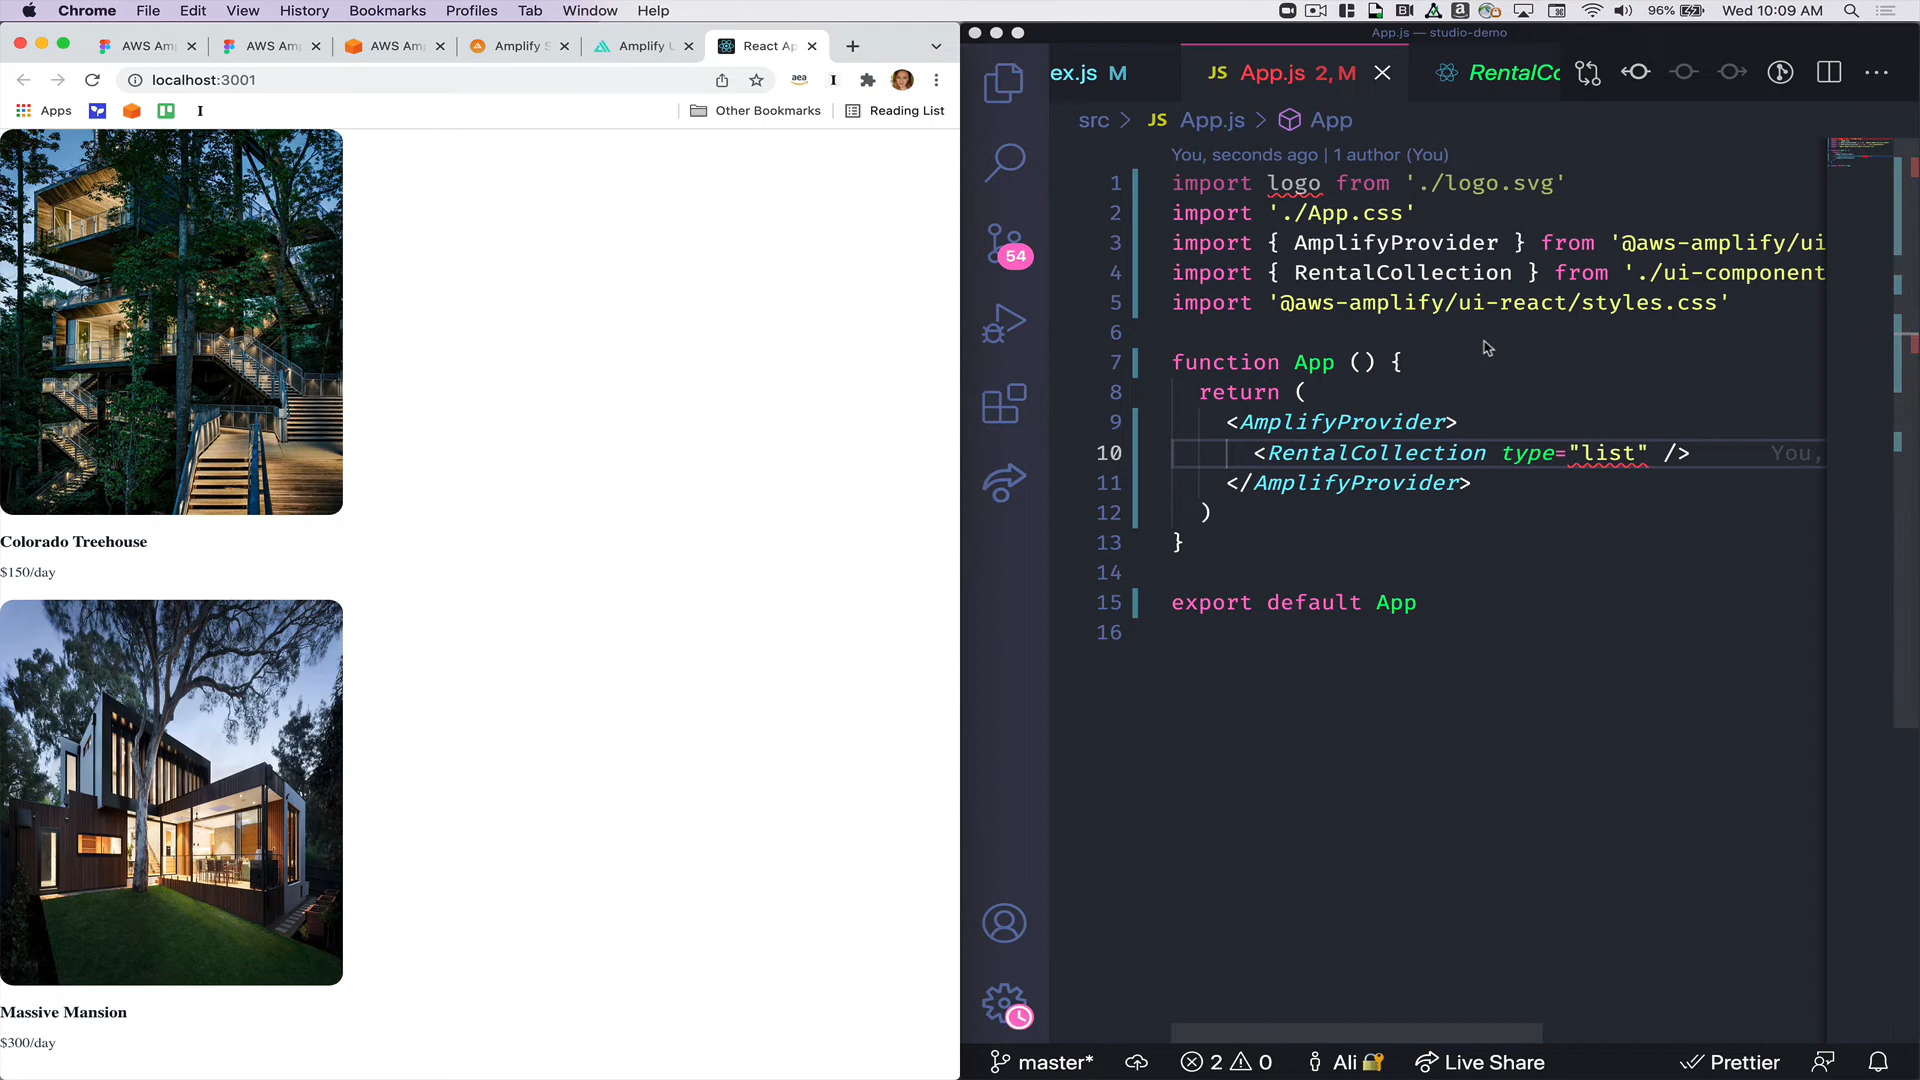 Chrome File Edit View History Bookmarks Profiles Tab Window Help
96% Wed 10:09 AM
AWS Am
AWS Am
AWS Am
Amplify S
Amplify U
React Ap
localhost:3001
aea
I
Apps
I
Other Bookmarks
Reading List
Colorado Treehouse
$150/day
Massive Mansion
$300/day
App.js — studio-demo
ex.js M
JS App.js 2, M
RentalCo
src > JS App.js > App
You, seconds ago | 1 author (You)
1 import logo from './logo.svg'
2 import './App.css'
3 import { AmplifyProvider } from '@aws-amplify/ui
4 import { RentalCollection } from './ui-component
5 import '@aws-amplify/ui-react/styles.css'
6
7 function App () {
8 return (
9 <AmplifyProvider>
10 <RentalCollection type="list" /> You,
11 </AmplifyProvider>
12 )
13 }
14
15 export default App
16
54
master* 2 0 Ali Live Share Prettier